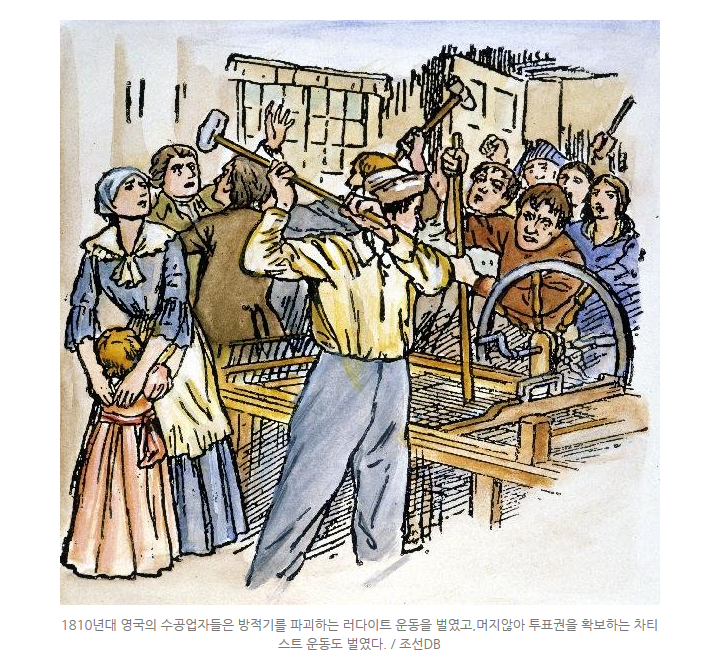 1810년대 영국의 수공업자들은 방적기를 파괴하는 러다이트 운동을 벌였고,머지않아 투표권을 확보하는 차티
스트 운동도 벌였다. / 조선DB